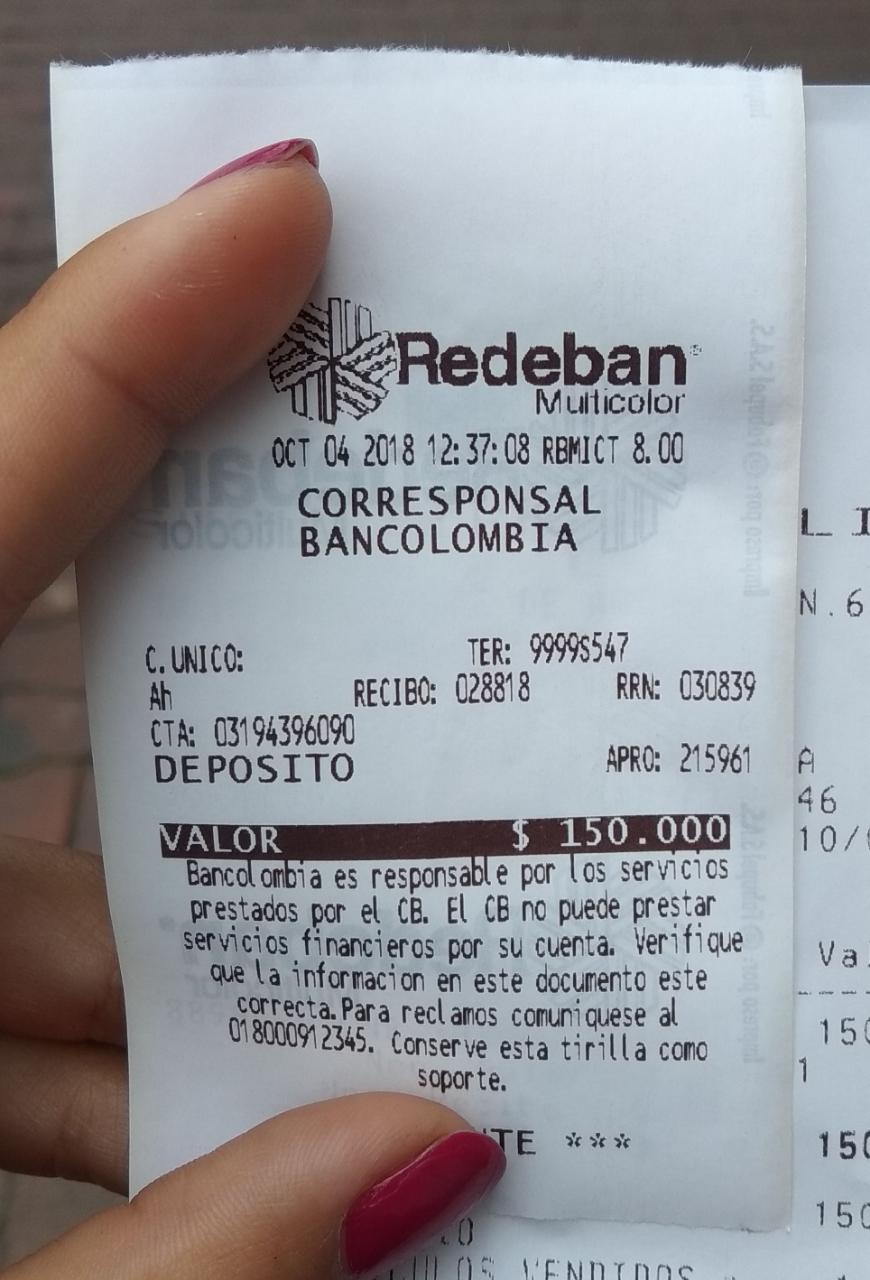 Redeban
Multicolor
OCT 04 2018 12:37:08 RBMICT 8.00
CORRESPONSAL
BANCOLOMBIA
C. UNICO: TER: 9999S547
Ah RECIBO: 028818 RRN: 030839
CTA: 03194396090
DEPOSITO APRO: 215961
VALOR $ 150.000
Bancolombia es responsable por los servicios
prestados por el CB. El CB no puede prestar
servicios financieros por su cuenta. Verifique
que la informacion en este documento este
correcta.Para reclamos comuniquese al
018000912345. Conserve esta tirilla como
soporte.
TE ***
N.6
A
46
10/
150
1
150
150
VENDIDOS